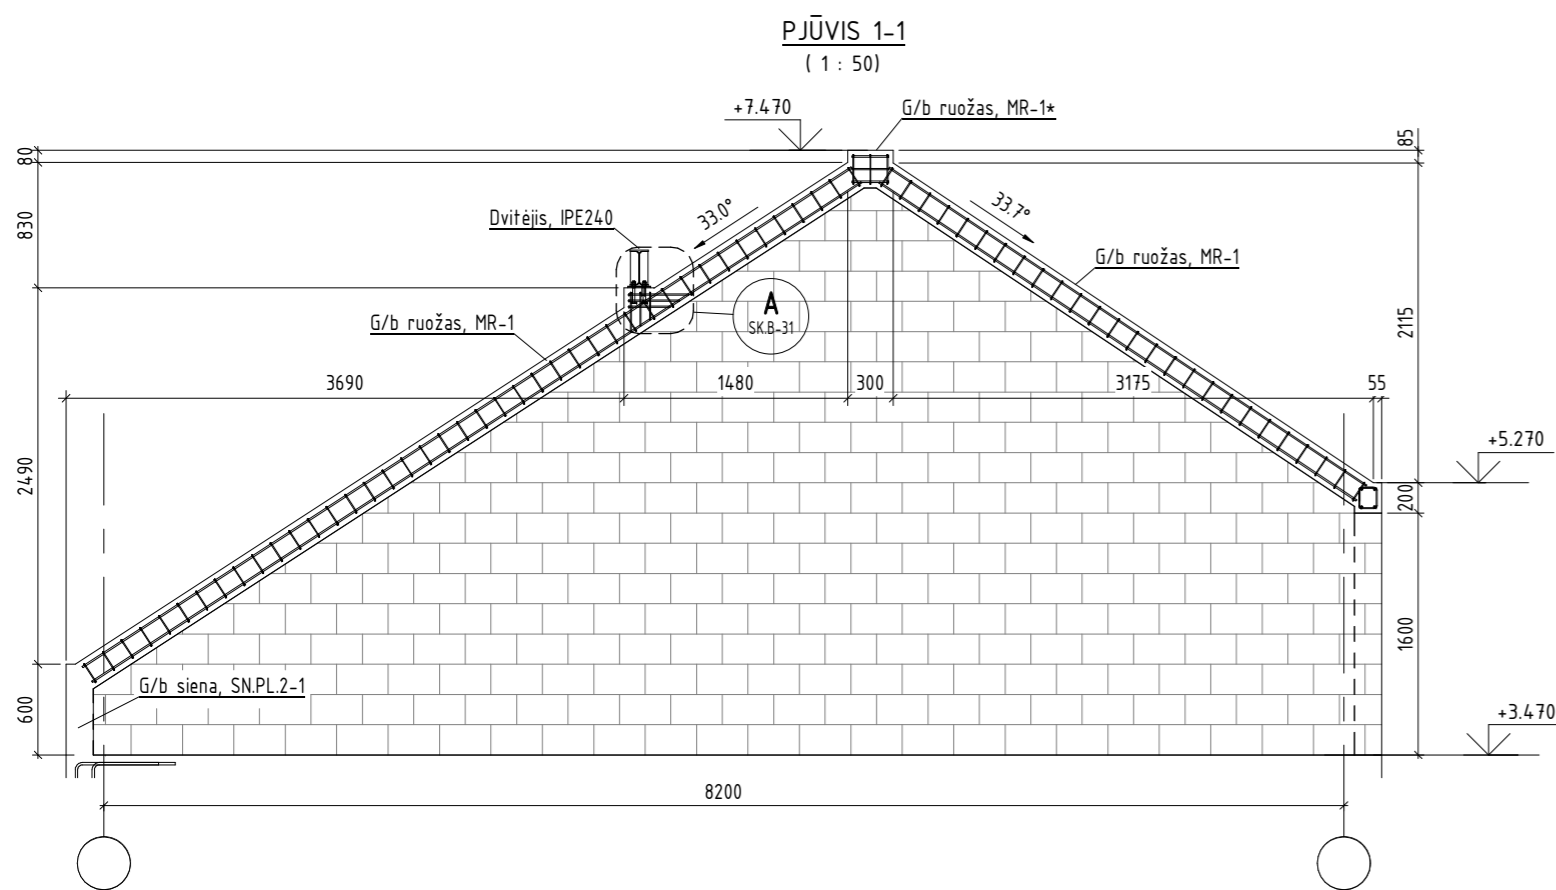 PJŪVIS 1-1
( 1 : 50)
+7.470
G/b ruožas, MR-1*
80
85
830
33.0°
33.7°
Dvitėjis, IPE240
G/b ruožas, MR-1
A
SK.B-31
G/b ruožas, MR-1
2115
3690
1480
300
3175
55
+5.270
2490
200
1600
G/b siena, SN.PL.2-1
600
+3.470
8200